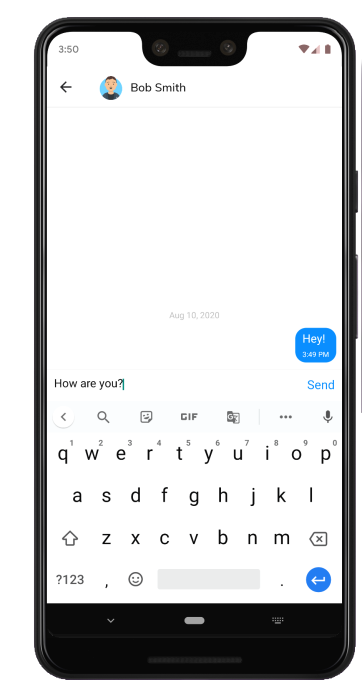 3:50
Bob Smith
Aug 10, 2020
Hey!
3:49 PM
How are you?
Send
GIF
1 2 3 4 5 6 7 8 9 0
q w e r t y u i o p
a s d f g h j k l
z x c v b n m
?123 , .